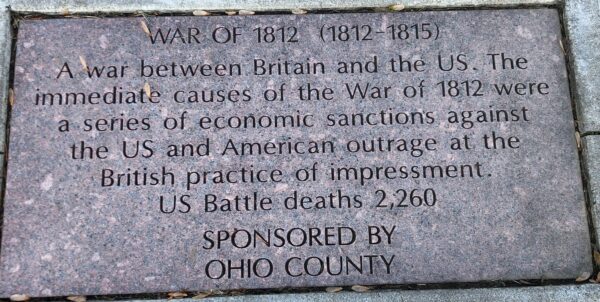 WAR OF 1812 (1812-1815)
A war between Britain and the US. The
immediate causes of the War of 1812 were
a series of economic sanctions against
the US and American outrage at the
British practice of impressment.
US Battle deaths 2,260
SPONSORED BY
OHIO COUNTY